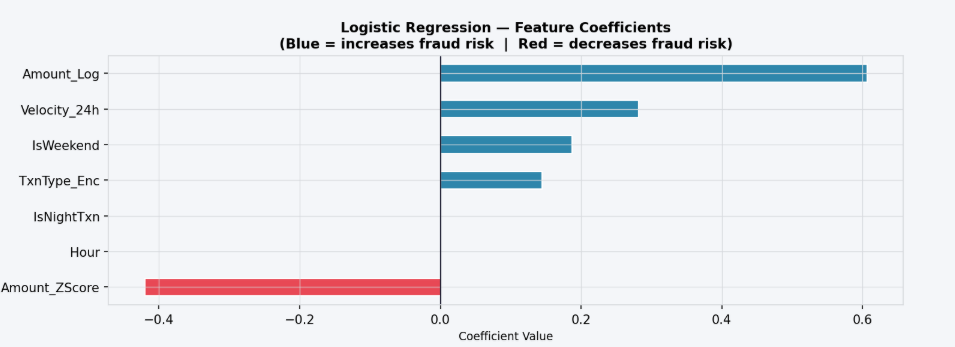 Logistic Regression — Feature Coefficients
(Blue = increases fraud risk | Red = decreases fraud risk)
Amount_Log
Velocity_24h
IsWeekend
TxnType_Enc
IsNightTxn
Hour
Amount_ZScore
−0.4 −0.2 0.0 0.2 0.4 0.6
Coefficient Value